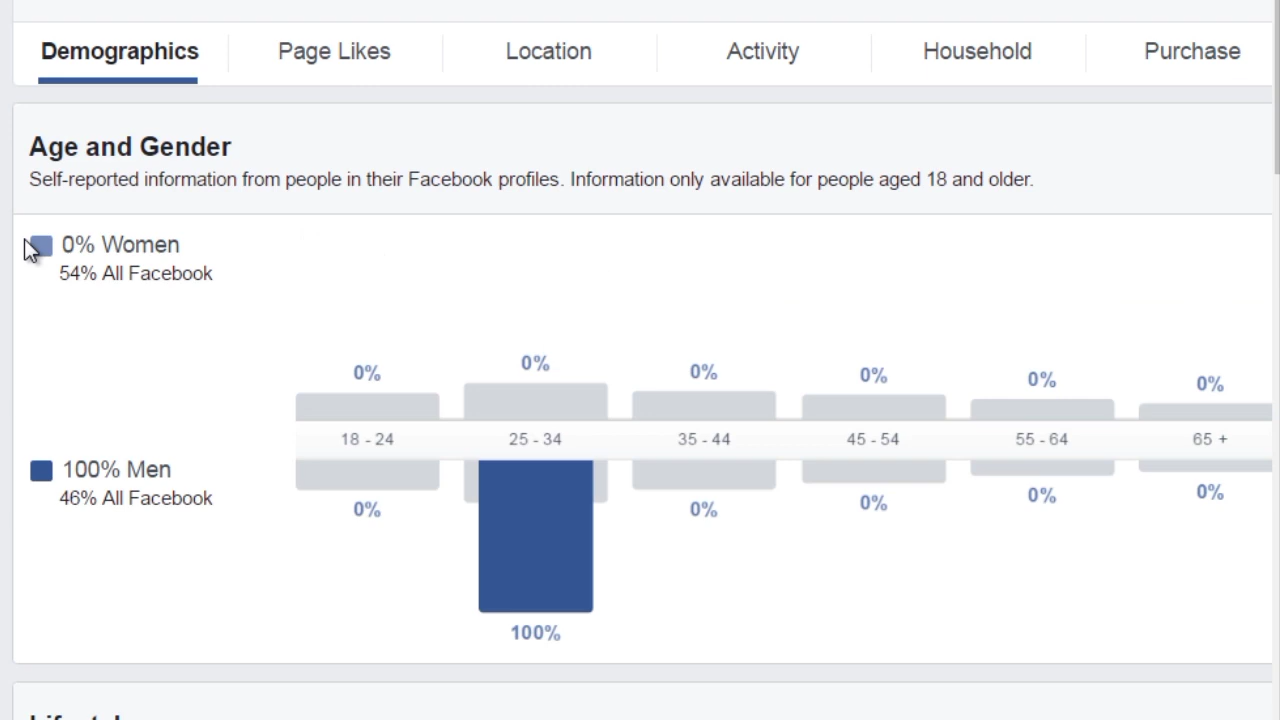 Demographics Page Likes Location Activity Household Purchase
Age and Gender
Self-reported information from people in their Facebook profiles. Information only available for people aged 18 and older.
0% Women
54% All Facebook
0% 0% 0% 0% 0% 0%
18 - 24 25 - 34 35 - 44 45 - 54 55 - 64 65 +
100% Men
46% All Facebook
0% 100% 0% 0% 0% 0%